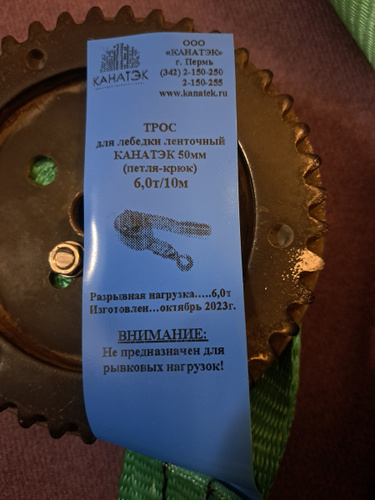 КАНАТЭК
ООО
«КАНАТЭК»
г. Пермь
(342) 2-150-250
2-150-255
www.kanatek.ru
ТРОС
для лебедки ленточный
КАНАТЭК 50мм
(петля-крюк)
6,0т/10м
Разрывная нагрузка.....6,0т
Изготовлен...октябрь 2023г.
ВНИМАНИЕ:
Не предназначен для
рывковых нагрузок!